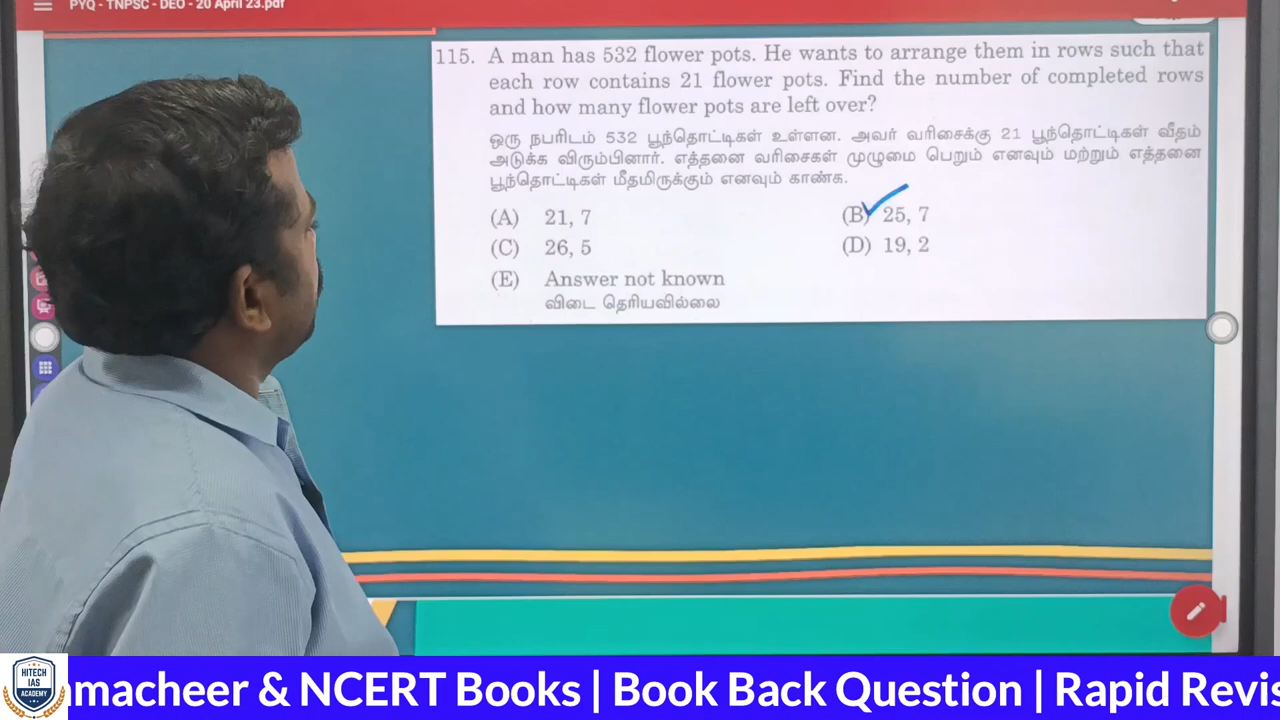 PYQ - TNPSC - DEO - 20 April 23.pdf
115. A man has 532 flower pots. He wants to arrange them in rows such that
each row contains 21 flower pots. Find the number of completed rows
and how many flower pots are left over?
ஒரு நபரிடம் 532 பூந்தொட்டிகள் உள்ளன. அவர் வரிசைக்கு 21 பூந்தொட்டிகள் வீதம்
அடுக்க விரும்பினார். எத்தனை வரிசைகள் முழுமை பெறும் எனவும் மற்றும் எத்தனை
பூந்தொட்டிகள் மீதமிருக்கும் எனவும் காண்க.
(A) 21, 7 (B) 25, 7
(C) 26, 5 (D) 19, 2
(E) Answer not known
விடை தெரியவில்லை
HITECH
IAS
ACADEMY
macheer & NCERT Books | Book Back Question | Rapid Revis